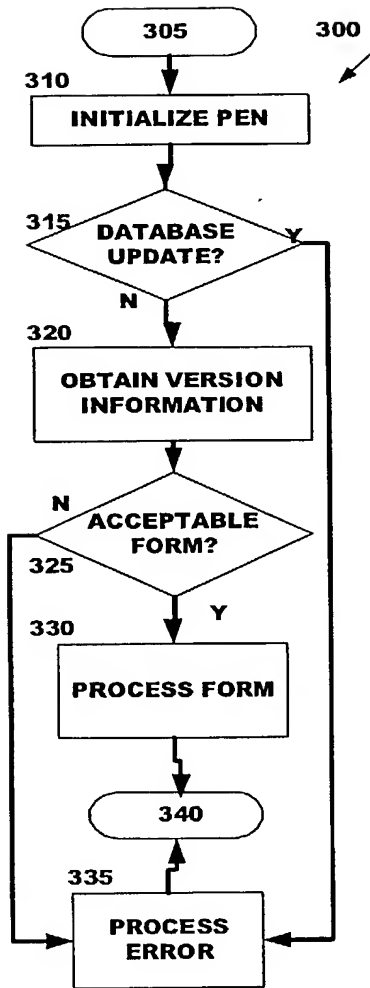 305
300
310
INITIALIZE PEN
315
DATABASE
UPDATE?
Y
N
320
OBTAIN VERSION
INFORMATION
N
ACCEPTABLE
FORM?
325
Y
330
PROCESS FORM
340
335
PROCESS
ERROR